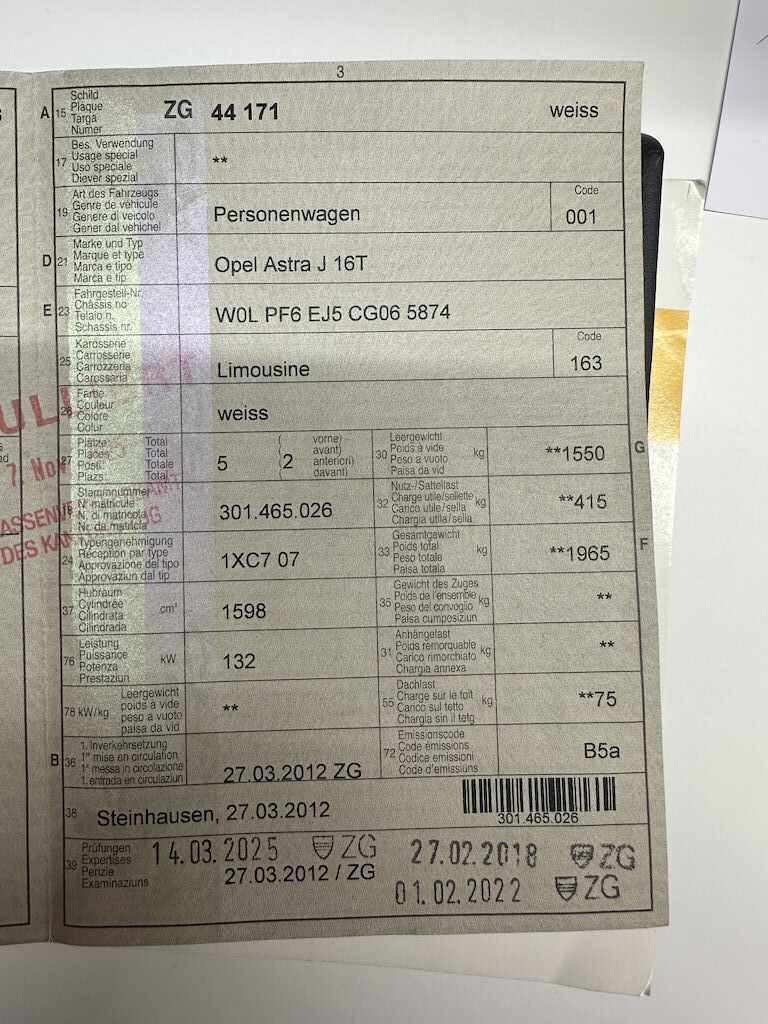 3
A 15 Schild
Plaque
Targa
Numer
ZG 44 171 weiss
17 Bes. Verwendung
Usage spécial
Uso speciale
Diever spezial
**
19 Art des Fahrzeugs
Genre de véhicule
Genere di veicolo
Gener dal vehichel
Personenwagen
Code
001
D 21 Marke und Typ
Marque et type
Marca e tipo
Marca e tip
Opel Astra J 16T
E 23 Fahrgestell-Nr.
Châssis no
Telaio n.
Schassis nr.
W0L PF6 EJ5 CG06 5874
25 Karosserie
Carrosserie
Carrozzeria
Carossaria
Limousine
Code
163
26 Farbe
Couleur
Colore
Colur
weiss
27 Plätze Total
Places Total
Posti Totale
Plazs Total
5 (2 vorne)
avant)
anteriori)
davant)
30 Leergewicht
Poids à vide
Peso a vuoto
Paisa da vid
kg
**1550
G
18 Stammnummer
N° matricule
N. di matricola
Nr. da matricla
301.465.026
32 Nutz-/Sattellast
Charge utile/sellette
Carico utile/sella
Chargia utila/sella
kg
**415
24 Typengenehmigung
Réception par type
Approvazione del tipo
Approvaziun dal tip
1XC7 07
33 Gesamtgewicht
Poids total
Peso totale
Paisa totala
kg
**1965
F
37 Hubraum
Cylindrée
Cilindrata
Cilindrada
cm³
1598
35 Gewicht des Zuges
Poids de l'ensemble
Peso del convoglio
Paisa cumposiziun
kg
**
76 Leistung
Puissance
Potenza
Prestaziun
kW
132
31 Anhängelast
Poids remorquable
Carico rimorchiato
Chargia annexa
kg
**
78 kW/kg
Leergewicht
poids à vide
peso a vuoto
paisa da vid
**
55 Dachlast
Charge sur le toit
Carico sul tetto
Chargia sin il tetg
kg
**75
B 36 1. Inverkehrsetzung
1re mise en circulation
1a messa in circolazione
1. entrada en circulaziun
27.03.2012 ZG
72 Emissionscode
Code émissions
Codice emissioni
Code d'emissiuns
B5a
38 Steinhausen, 27.03.2012
301.465.026
39 Prüfungen
Expertises
Perizie
Examinaziuns
14.03.2025 ZG 27.02.2018 ZG
27.03.2012 / ZG
01.02.2022 ZG
7. Nov
DES KAN